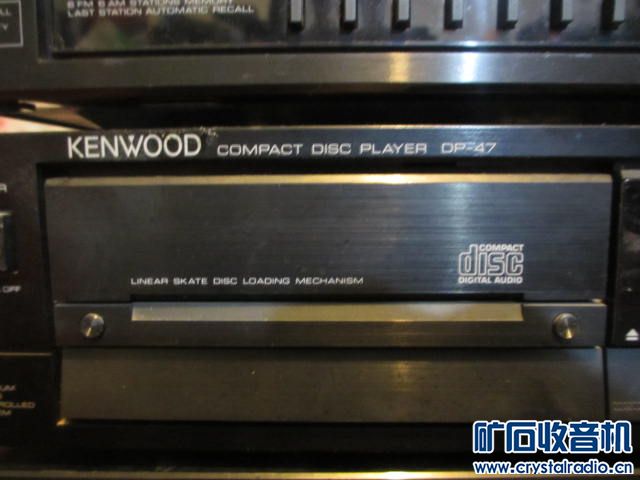 6 FM 6 AM STATIONS MEMORY
LAST STATION AUTOMATIC RECALL
KENWOOD COMPACT DISC PLAYER DP-47
OFF
LINEAR SKATE DISC LOADING MECHANISM
COMPACT
disc
DIGITAL AUDIO
矿石收音机
www.crystalradio.cn